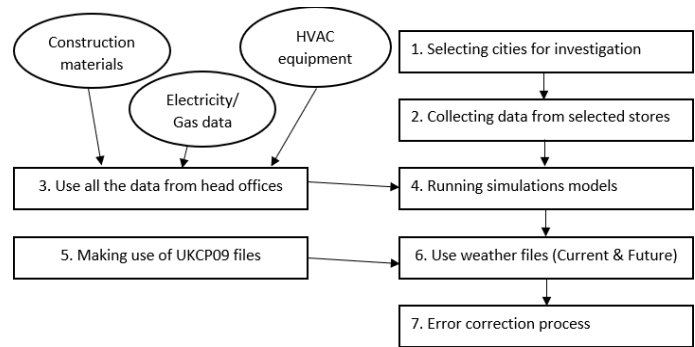 Construction
materials
HVAC
equipment
Electricity/
Gas data
1. Selecting cities for investigation
2. Collecting data from selected stores
3. Use all the data from head offices
4. Running simulations models
5. Making use of UKCP09 files
6. Use weather files (Current & Future)
7. Error correction process